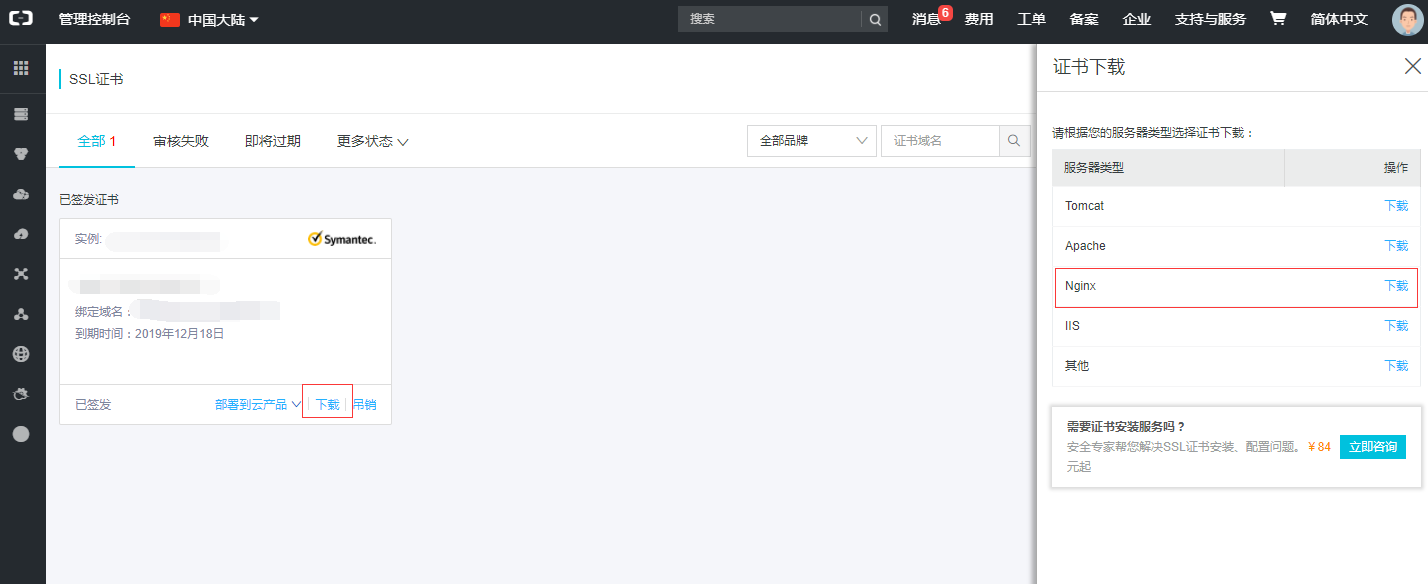 管理控制台 中国大陆 搜索 消息 6 费用 工单 备案 企业 支持与服务 简体中文
SSL证书
全部 1 审核失败 即将过期 更多状态 全部品牌 证书域名
已签发证书
实例: Symantec.
绑定域名：
到期时间：2019年12月18日
已签发 部署到云产品 下载 吊销
证书下载
请根据您的服务器类型选择证书下载：
服务器类型 操作
Tomcat 下载
Apache 下载
Nginx 下载
IIS 下载
其他 下载
需要证书安装服务吗？
安全专家帮您解决SSL证书安装、配置问题。￥84 立即咨询
元起